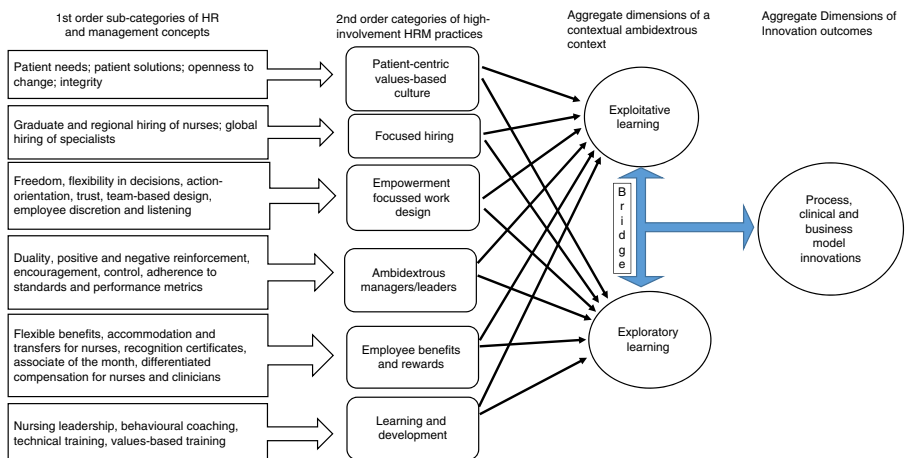 1st order sub-categories of HR
and management concepts
2nd order categories of high-
involvement HRM practices
Aggregate dimensions of a
contextual ambidextrous
context
Aggregate Dimensions of
Innovation outcomes
Patient needs; patient solutions; openness to
change; integrity
Patient-centric
values-based
culture
Graduate and regional hiring of nurses; global
hiring of specialists
Focused hiring
Freedom, flexibility in decisions, action-
orientation, trust, team-based design,
employee discretion and listening
Empowerment
focussed work
design
Duality, positive and negative reinforcement,
encouragement, control, adherence to
standards and performance metrics
Ambidextrous
managers/leaders
Flexible benefits, accommodation and
transfers for nurses, recognition certificates,
associate of the month, differentiated
compensation for nurses and clinicians
Employee benefits
and rewards
Nursing leadership, behavioural coaching,
technical training, values-based training
Learning and
development
Exploitative
learning
Bridge
Exploratory
learning
Process,
clinical and
business
model
innovations